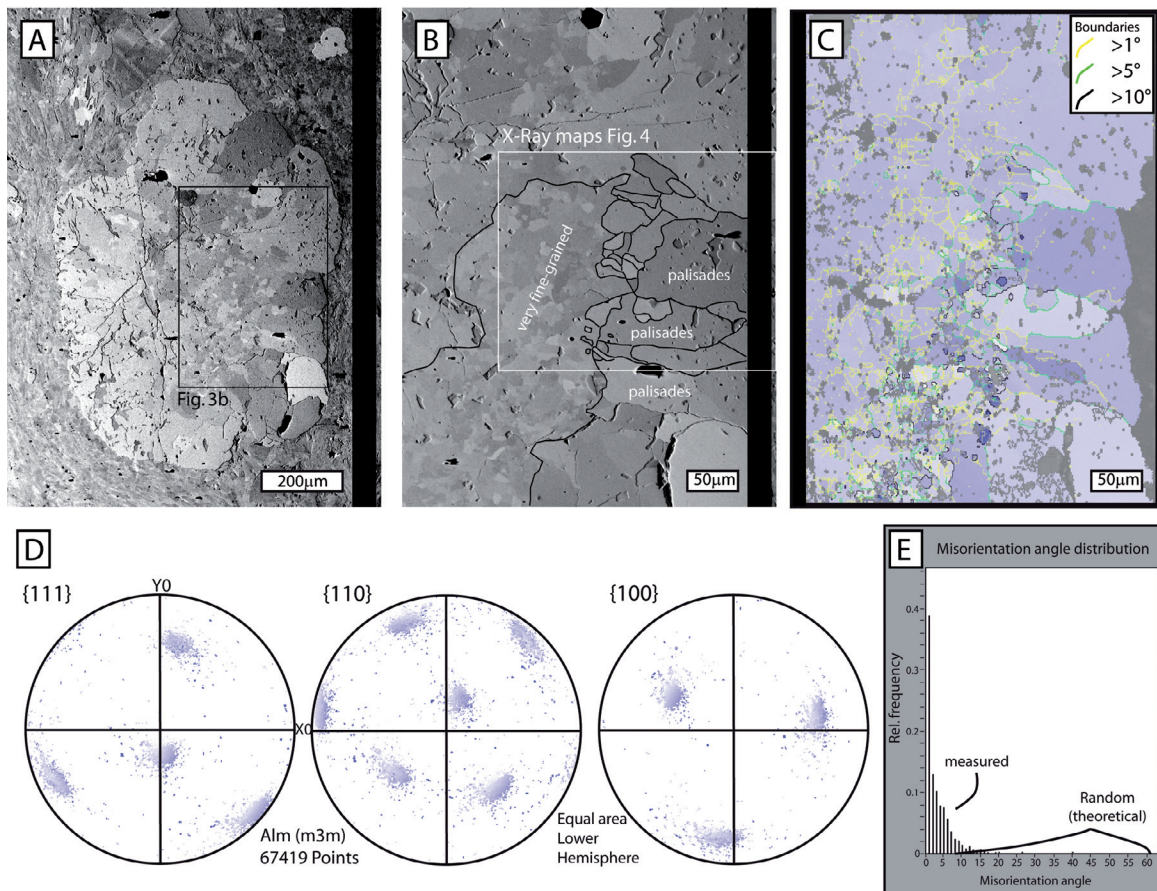 A
Fig. 3b
200µm
B
X-Ray maps Fig. 4
very fine-grained
palisades
palisades
palisades
50µm
C
Boundaries
>1°
>5°
>10°
50µm
D
{111}
Y0
X0
{110}
{100}
Alm (m3m)
67419 Points
Equal area
Lower
Hemisphere
E
Misorientation angle distribution
Rel. frequency
0.4
0.3
0.2
0.1
0
measured
Random
(theoretical)
0 5 10 15 20 25 30 35 40 45 50 55 60
Misorientation angle